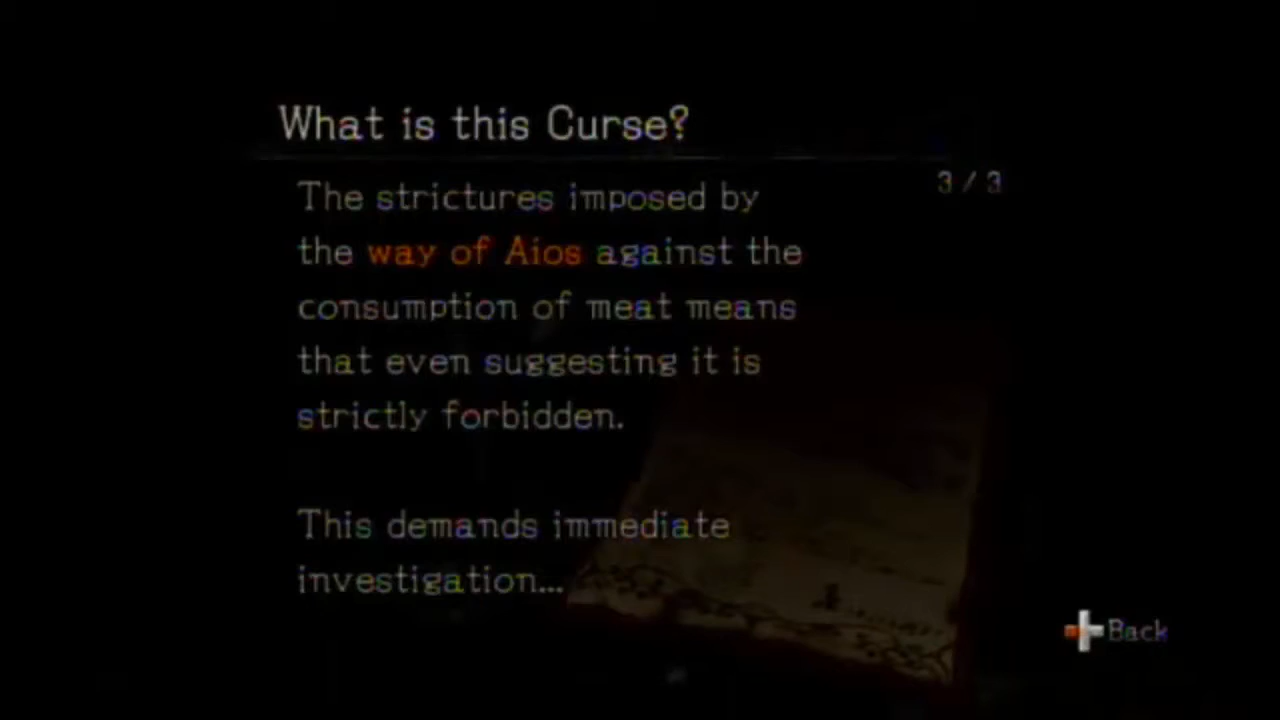 What is this Curse?
3 / 3
The strictures imposed by
the way of Aios against the
consumption of meat means
that even suggesting it is
strictly forbidden.
This demands immediate
investigation...
Back